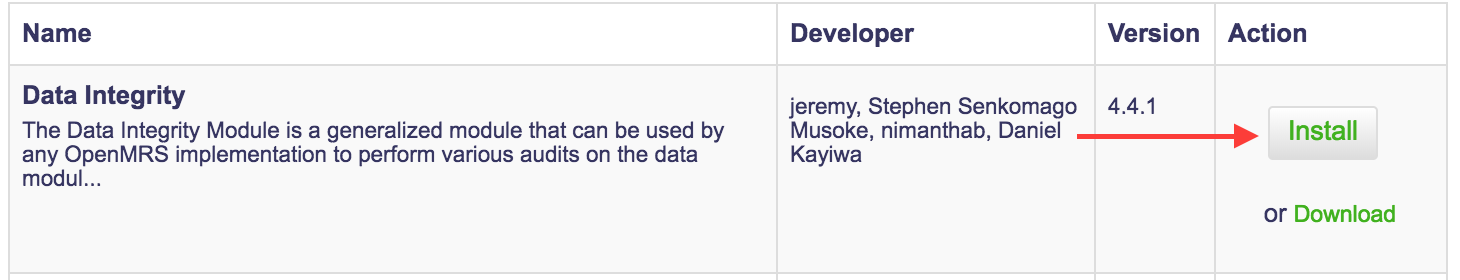 Name Developer Version Action
Data Integrity
The Data Integrity Module is a generalized module that can be used by
any OpenMRS implementation to perform various audits on the data
modul...
jeremy, Stephen Senkomago
Musoke, nimanthab, Daniel
Kayiwa
4.4.1
Install
or Download